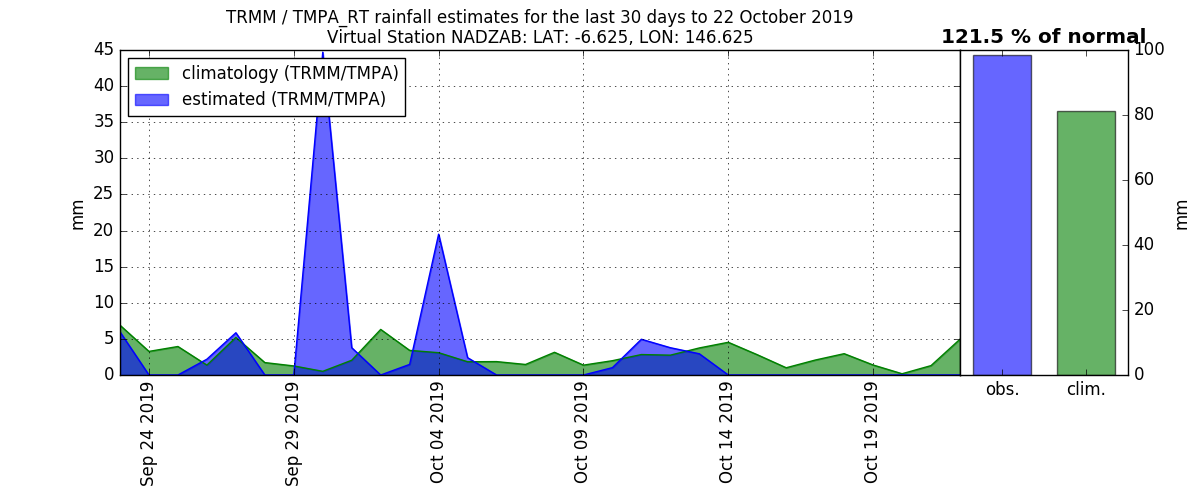 TRMM / TMPA_RT rainfall estimates for the last 30 days to 22 October 2019
Virtual Station NADZAB: LAT: -6.625, LON: 146.625
121.5 % of normal
climatology (TRMM/TMPA)
estimated (TRMM/TMPA)
45
40
35
30
25
20
15
10
5
0
mm
Sep 24 2019
Sep 29 2019
Oct 04 2019
Oct 09 2019
Oct 14 2019
Oct 19 2019
obs.
clim.
100
80
60
40
20
0
mm